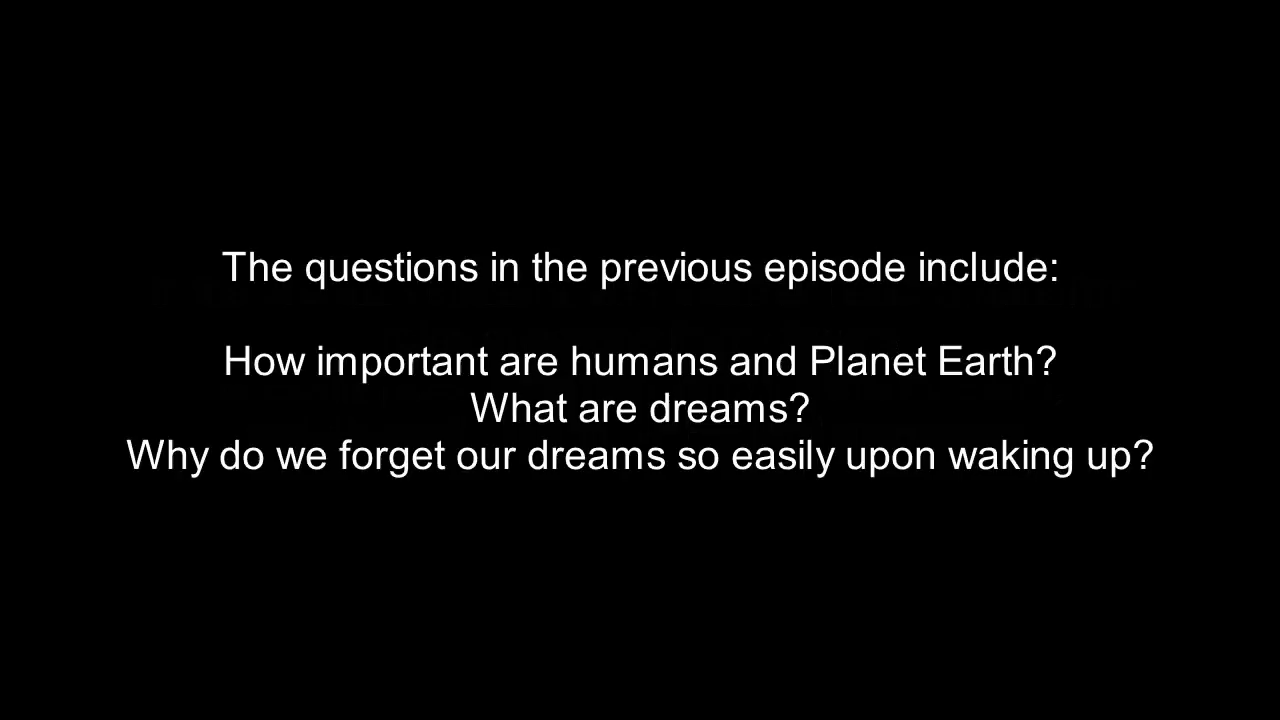 The questions in the previous episode include:
How important are humans and Planet Earth?
What are dreams?
Why do we forget our dreams so easily upon waking up?